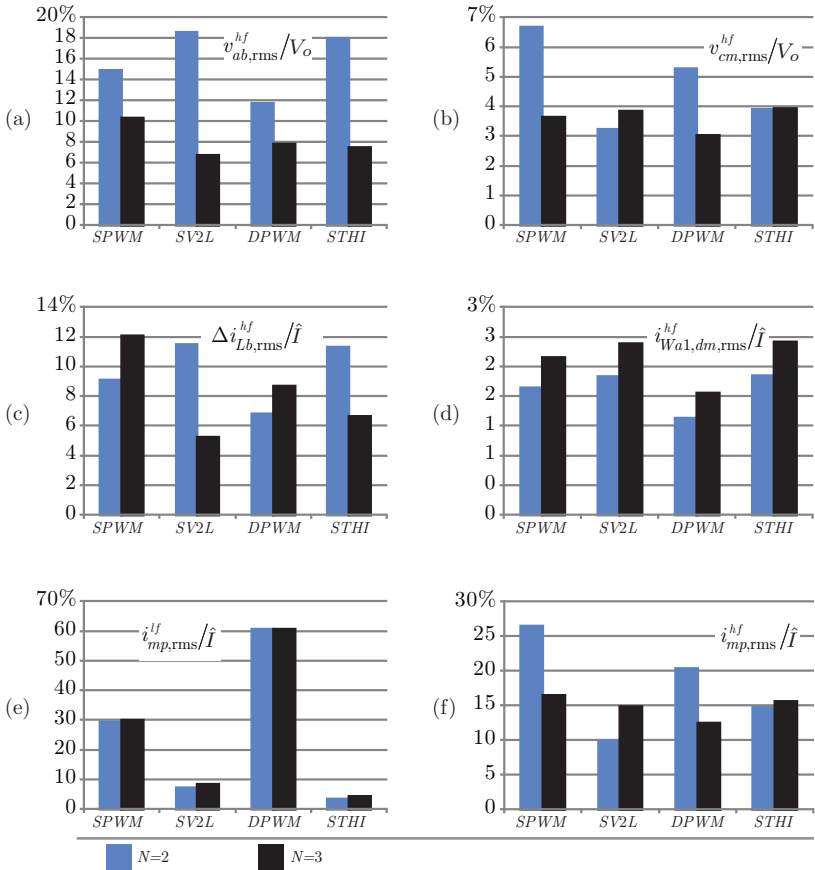 20%
18
16
14
12
10
8
6
4
2
0
v^{hf}_{ab,rms}/V_o
(a)
SPWM SV2L DPWM STHI
7%
6
5
4
3
2
1
0
v^{hf}_{cm,rms}/V_o
(b)
SPWM SV2L DPWM STHI
14%
12
10
8
6
4
2
0
Δi^{hf}_{Lb,rms}/Î
(c)
SPWM SV2L DPWM STHI
3%
3
2
2
1
1
0
0
i^{hf}_{Wa1,dm,rms}/Î
(d)
SPWM SV2L DPWM STHI
70%
60
50
40
30
20
10
0
i^{lf}_{mp,rms}/Î
(e)
SPWM SV2L DPWM STHI
30%
25
20
15
10
5
0
i^{hf}_{mp,rms}/Î
(f)
SPWM SV2L DPWM STHI
N=2 N=3